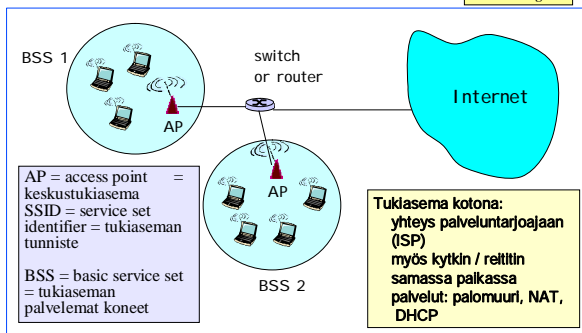 BSS 1
switch
or router
Internet
AP
AP
BSS 2
AP = access point =
keskustukiasema
SSID = service set
identifier = tukiaseman
tunniste
BSS = basic service set
= tukiaseman
palvelemat koneet
Tukiasema kotona:
yhteys palveluntarjoajaan
(ISP)
myös kytkin / reititin
samassa paikassa
palvelut: palomuuri, NAT,
DHCP